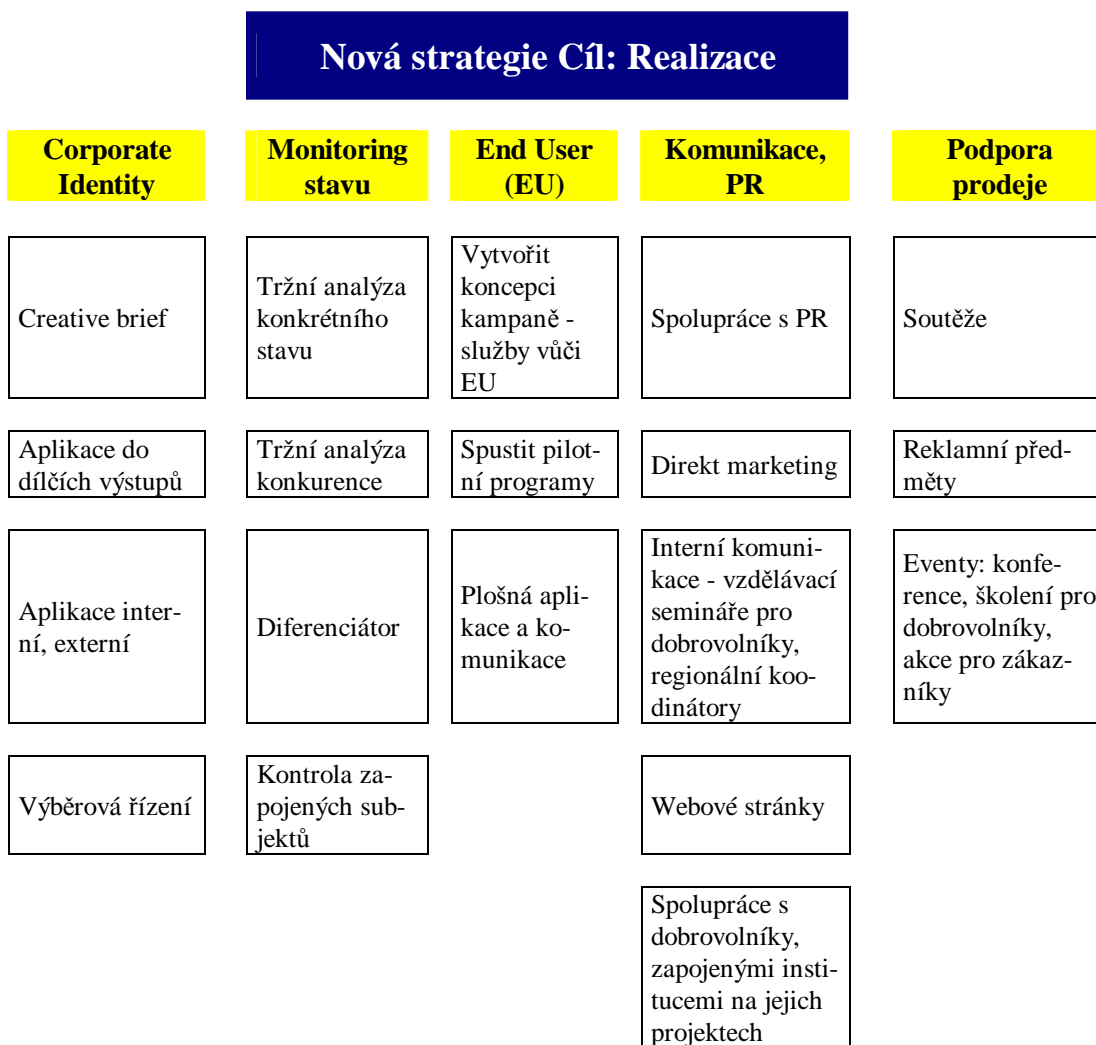 Nová strategie Cíl: Realizace
Corporate
Identity
Monitoring
stavu
End User
(EU)
Komunikace,
PR
Podpora
prodeje
Creative brief
Tržní analýza
konkrétního
stavu
Vytvořit
koncepci
kampaně -
služby vůči
EU
Spolupráce s PR
Soutěže
Aplikace do
dílčích výstupů
Tržní analýza
konkurence
Spustit pilot-
ní programy
Direkt marketing
Reklamní před-
měty
Aplikace inter-
ní, externí
Diferenciátor
Plošná apli-
kace a ko-
munikace
Interní komuni-
kace - vzdělávací
semináře pro
dobrovolníky,
regionální koo-
dinátory
Eventy: konfe-
rence, školení pro
dobrovolníky,
akce pro zákaz-
níky
Výběrová řízení
Kontrola za-
pojených sub-
jektů
Webové stránky
Spolupráce s
dobrovolníky,
zapojenými insti-
tucemi na jejich
projektech